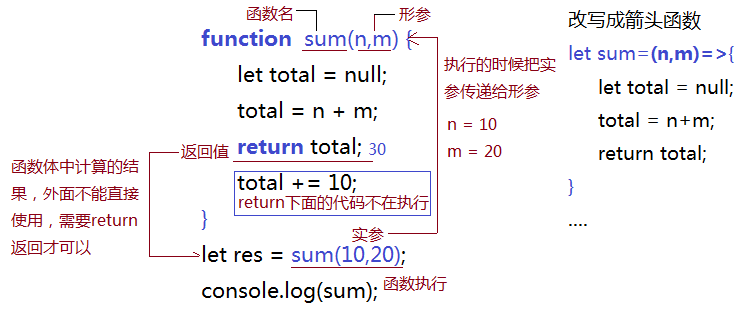 函数名
形参
function sum(n,m) {
let total = null;
total = n + m;
返回值
return total; 30
total += 10;
return下面的代码不在执行
}
实参
let res = sum(10,20);
console.log(sum);
函数执行
函数体中计算的结
果，外面不能直接
使用，需要return
返回才可以
执行的时候把实
参传递给形参
n = 10
m = 20
改写成箭头函数
let sum=(n,m)=>{
let total = null;
total = n+m;
return total;
}
....